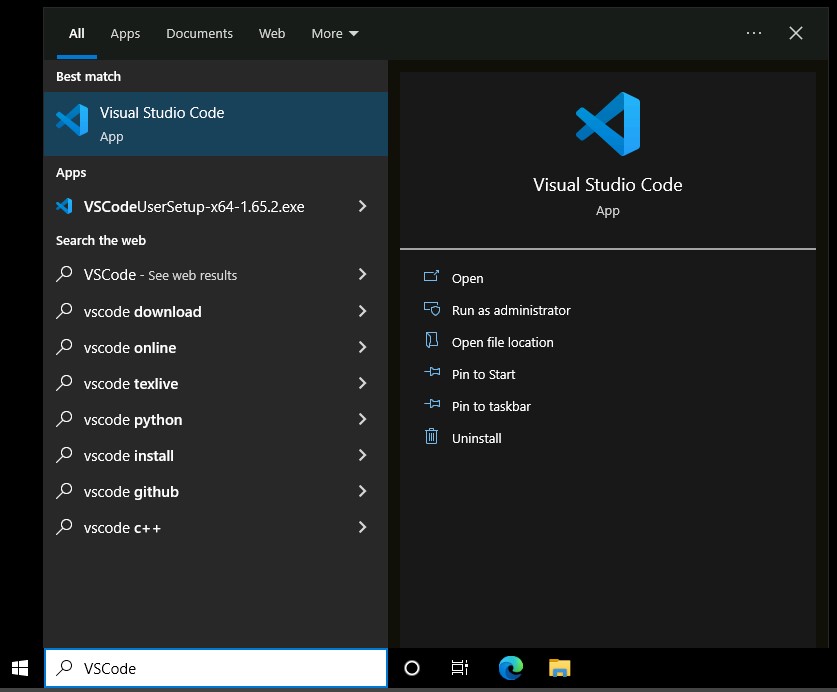 All Apps Documents Web More
Best match
Visual Studio Code
App
Apps
VSCodeUserSetup-x64-1.65.2.exe
Search the web
VSCode - See web results
vscode download
vscode online
vscode texlive
vscode python
vscode install
vscode github
vscode c++
Visual Studio Code
App
Open
Run as administrator
Open file location
Pin to Start
Pin to taskbar
Uninstall
VSCode